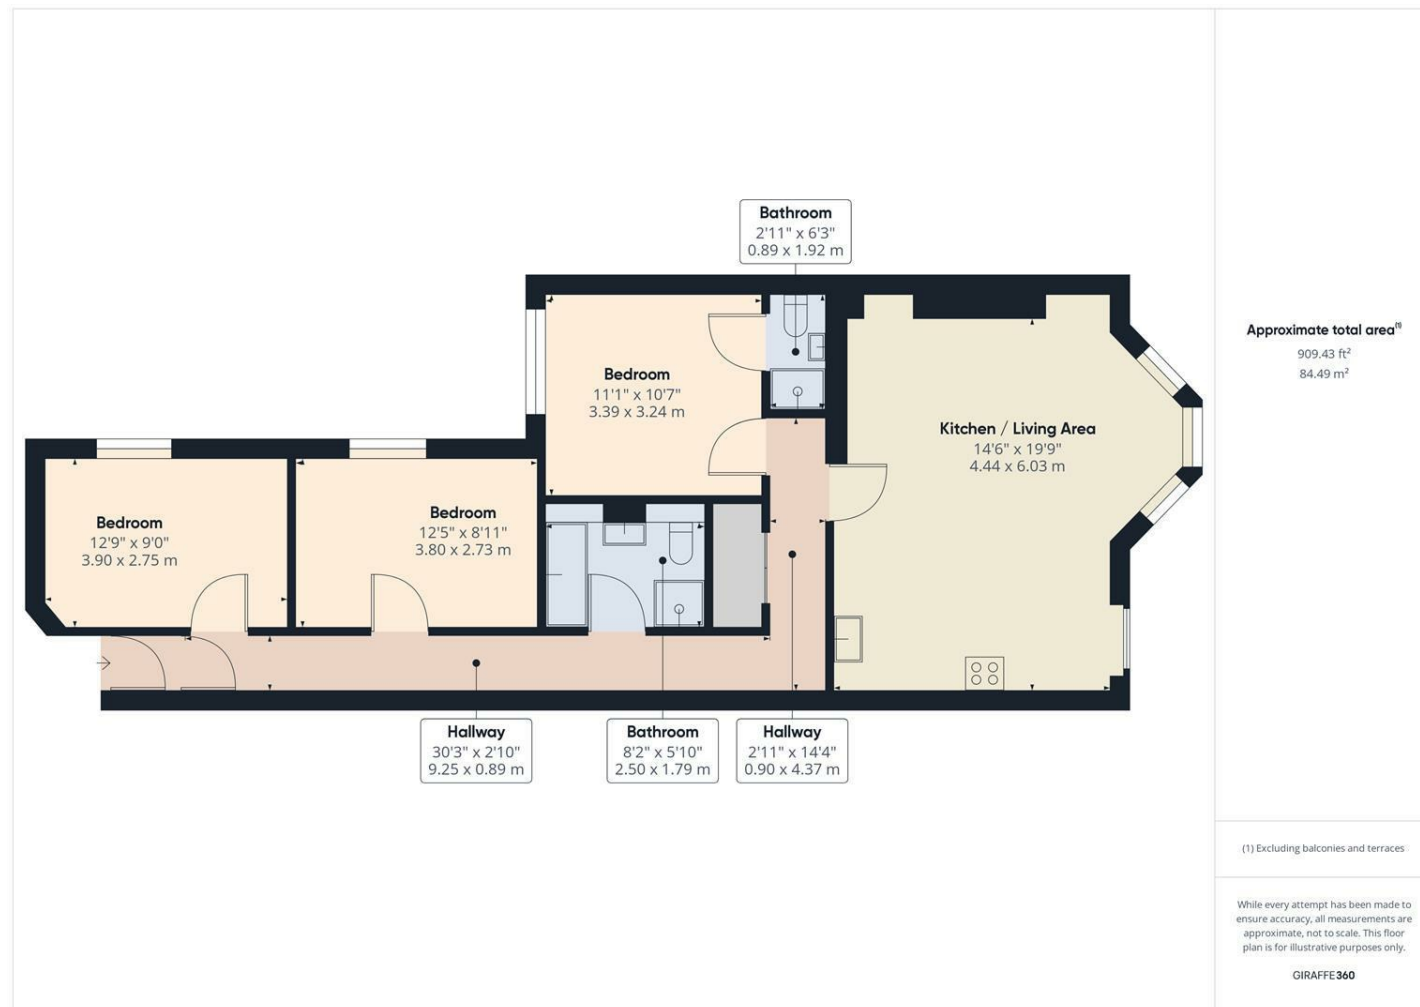 Bathroom
2'11" x 6'3"
0.89 x 1.92 m
Bedroom
11'1" x 10'7"
3.39 x 3.24 m
Kitchen / Living Area
14'6" x 19'9"
4.44 x 6.03 m
Bedroom
12'9" x 9'0"
3.90 x 2.75 m
Bedroom
12'5" x 8'11"
3.80 x 2.73 m
Hallway
30'3" x 2'10"
9.25 x 0.89 m
Bathroom
8'2" x 5'10"
2.50 x 1.79 m
Hallway
2'11" x 14'4"
0.90 x 4.37 m
Approximate total area(1)
909.43 ft²
84.49 m²
(1) Excluding balconies and terraces
While every attempt has been made to
ensure accuracy, all measurements are
approximate, not to scale. This floor
plan is for illustrative purposes only.
GIRAFFE360